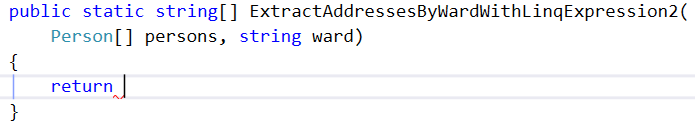 public static string[] ExtractAddressesByWardWithLinqExpression2(
    Person[] persons, string ward)
{
    return
}